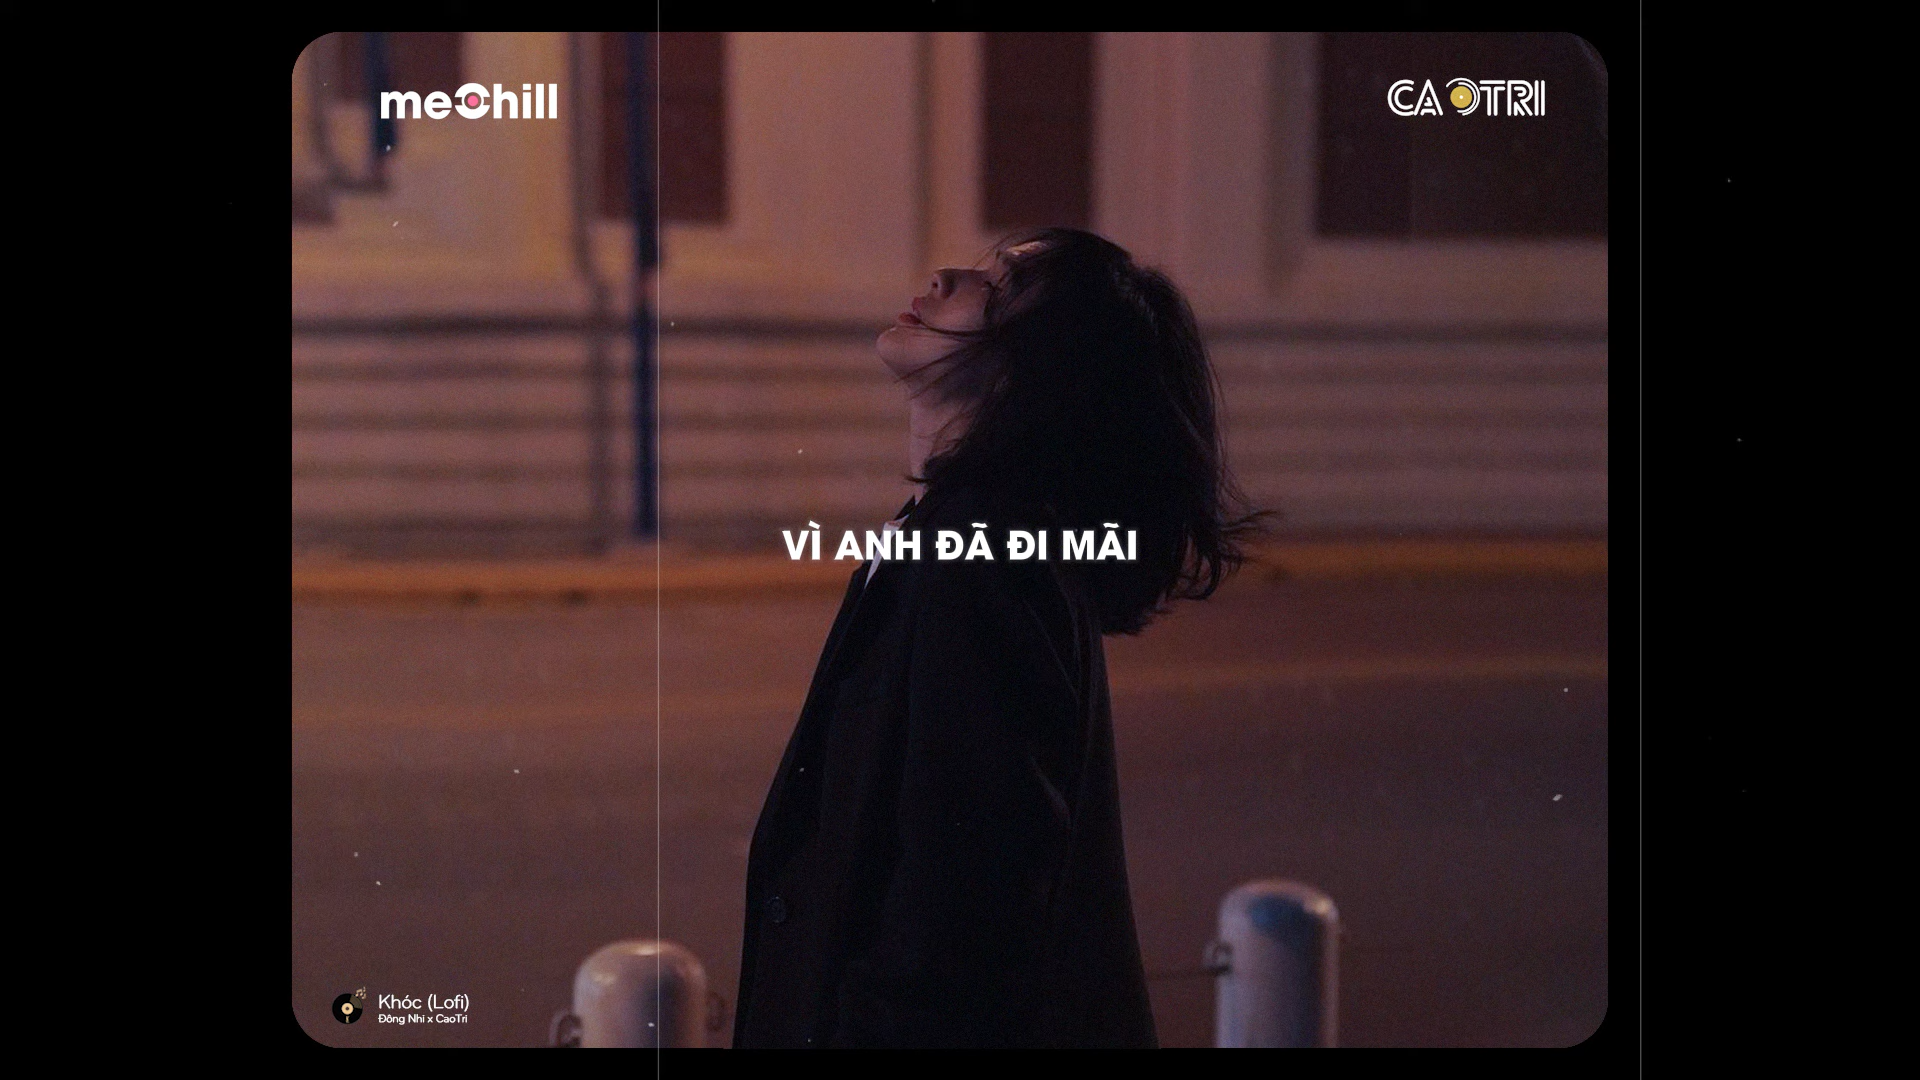 meChill
CAOTRI
VÌ ANH ĐÃ ĐI MÃI
Khóc (Lofi)
Đông Nhi x CaoTri